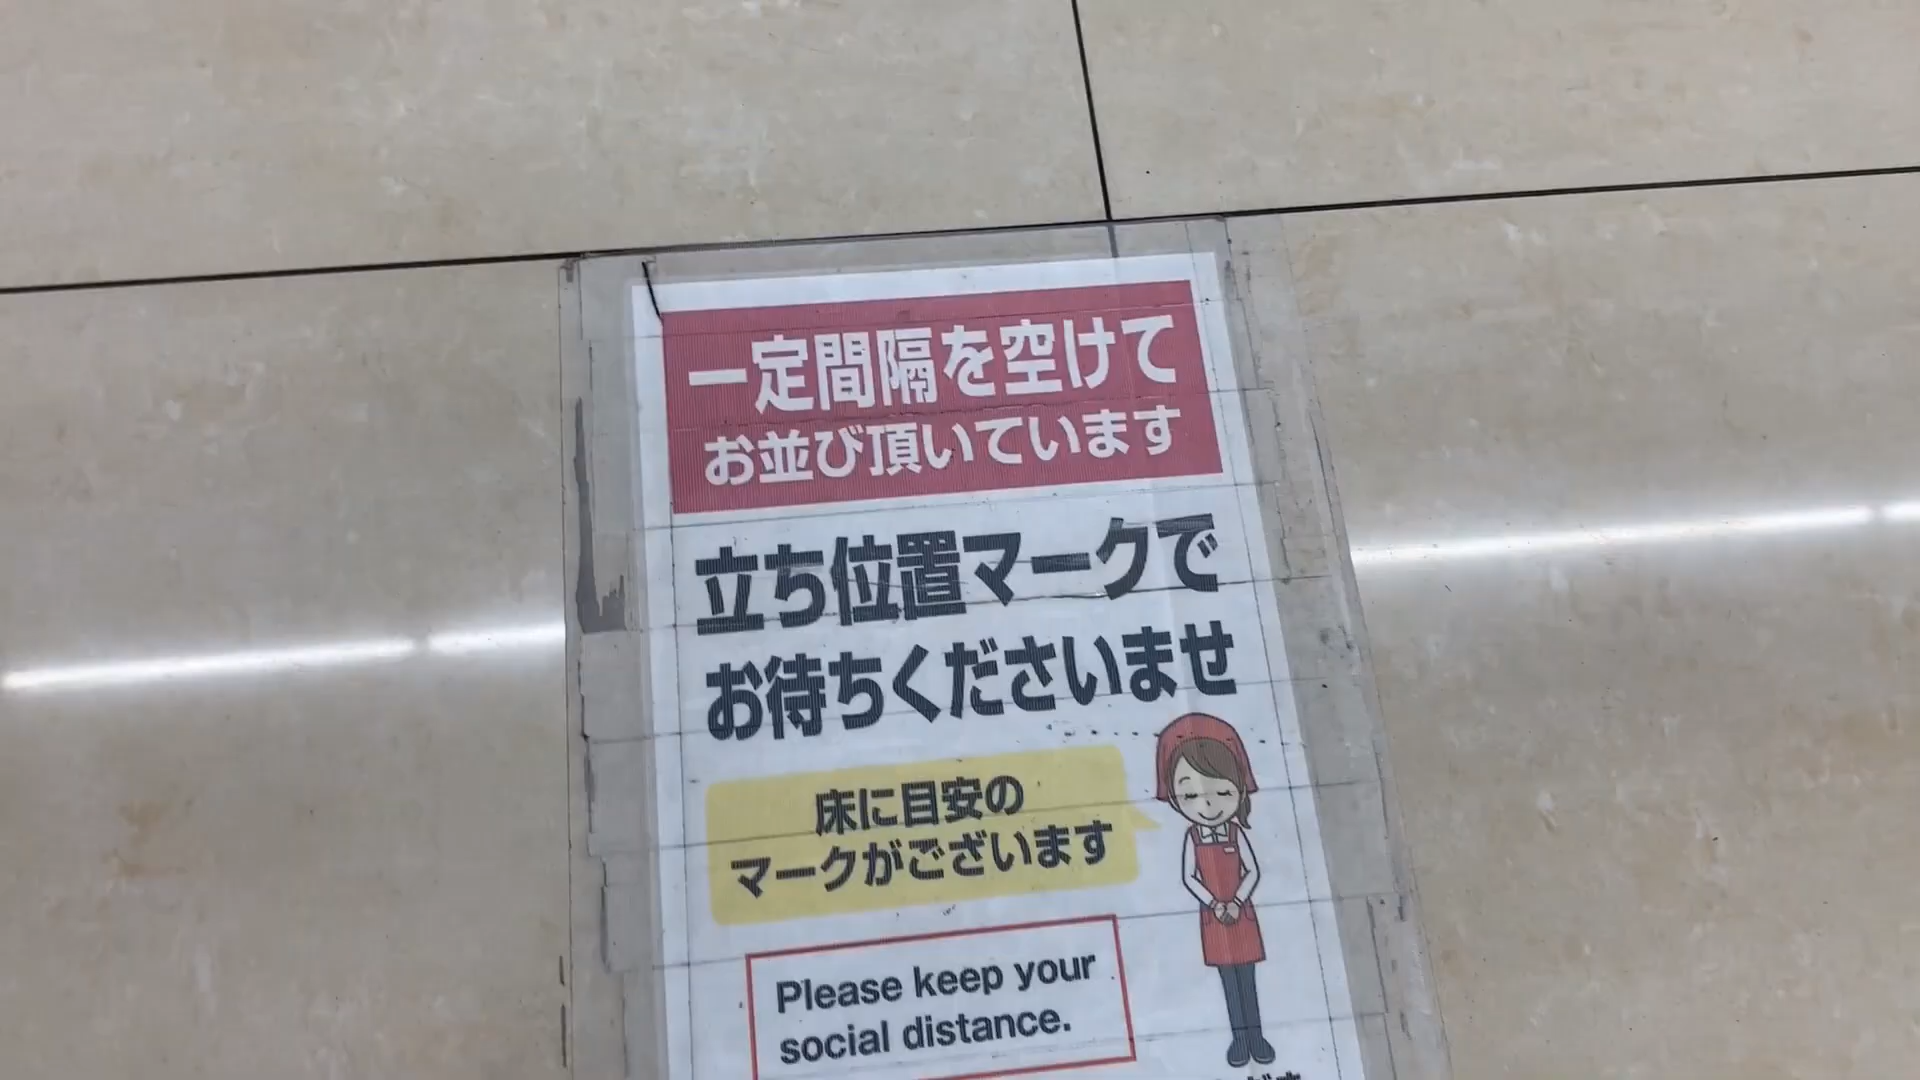 一定間隔を空けて
お並び頂いています
立ち位置マークで
お待ちくださいませ
床に目安の
マークがございます
Please keep your
social distance.